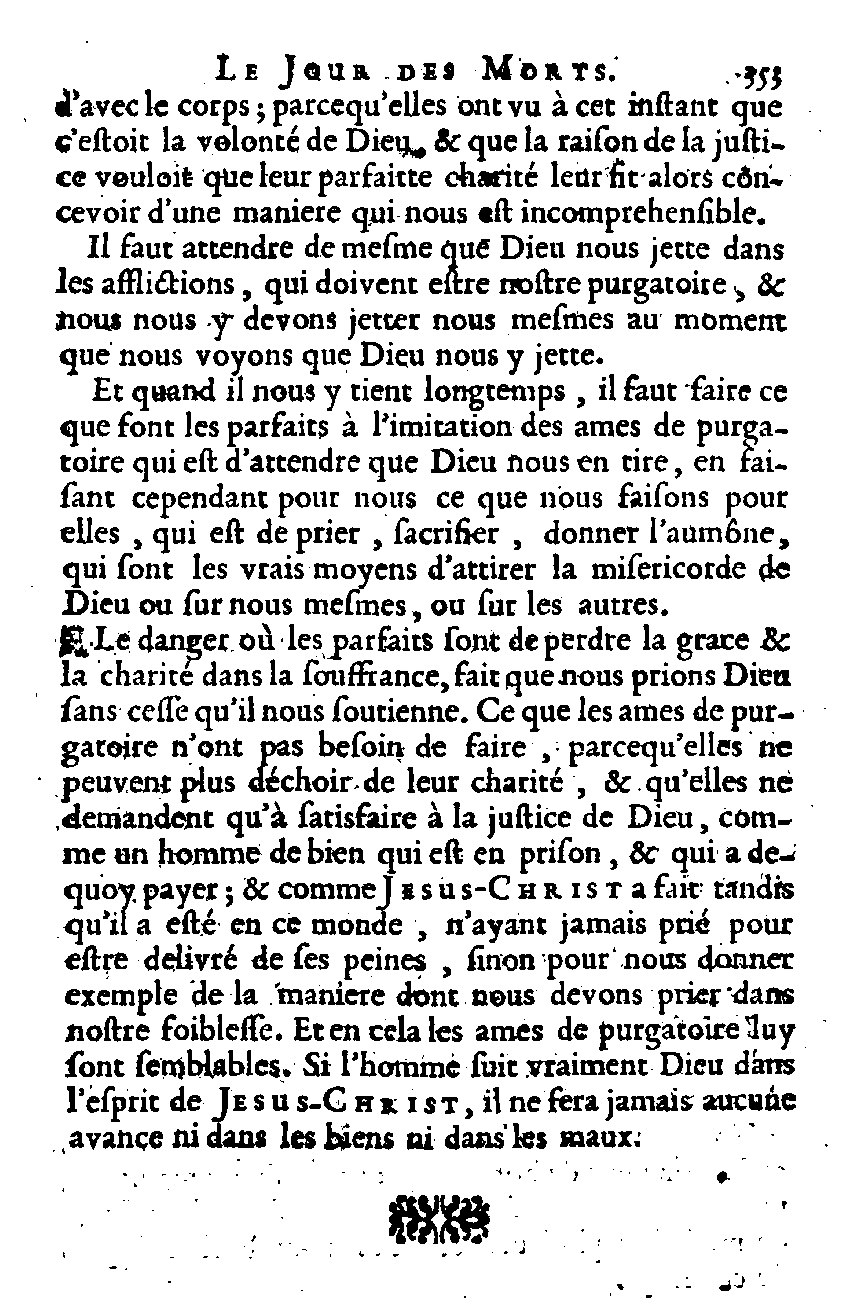 LE JOUR DES MORTS. 353
d'avec le corps ; parcequ'elles ont vu à cet inſtant que
c'eſtoit la volonté de Dieu, & que la raiſon de la juſti-
ce vouloit que leur parfaitte charité leur fit alors con-
cevoir d'une maniere qui nous eſt incomprehenſible.
Il faut attendre de meſme que Dieu nous jette dans
les afflictions , qui doivent eſtre noſtre purgatoire , &
nous nous y devons jetter nous meſmes au moment
que nous voyons que Dieu nous y jette.
Et quand il nous y tient longtemps , il faut faire ce
que font les parfaits à l'imitation des ames de purga-
toire qui eſt d'attendre que Dieu nous en tire, en fai-
ſant cependant pour nous ce que nous faiſons pour
elles , qui eſt de prier , ſacrifier , donner l'aumône,
qui ſont les vrais moyens d'attirer la miſericorde de
Dieu ou ſur nous meſmes, ou ſur les autres.
Le danger où les parfaits ſont de perdre la grace &
la charité dans la ſouffrance, fait que nous prions Dieu
ſans ceſſe qu'il nous ſoutienne. Ce que les ames de pur-
gatoire n'ont pas beſoin de faire , parcequ'elles ne
peuvent plus déchoir de leur charité , & qu'elles ne
demandent qu'à ſatisfaire à la juſtice de Dieu, com-
me un homme de bien qui eſt en priſon , & qui a de-
quoy payer ; & comme JESUS-CHRIST a fait tandis
qu'il a eſté en ce monde , n'ayant jamais prié pour
eſtre delivré de ſes peines , ſinon pour nous donner
exemple de la maniere dont nous devons prier dans
noſtre foibleſſe. Et en cela les ames de purgatoire luy
ſont ſemblables. Si l'homme ſuit vraiment Dieu dans
l'eſprit de JESUS-CHRIST, il ne fera jamais aucune
avance ni dans les biens ni dans les maux.